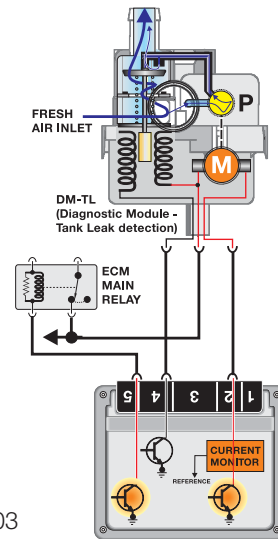 P
FRESH
AIR INLET
M
DM-TL
(Diagnostic Module -
Tank Leak detection)
ECM
MAIN
RELAY
5 4 3 2 1
CURRENT
MONITOR
REFERENCE
03